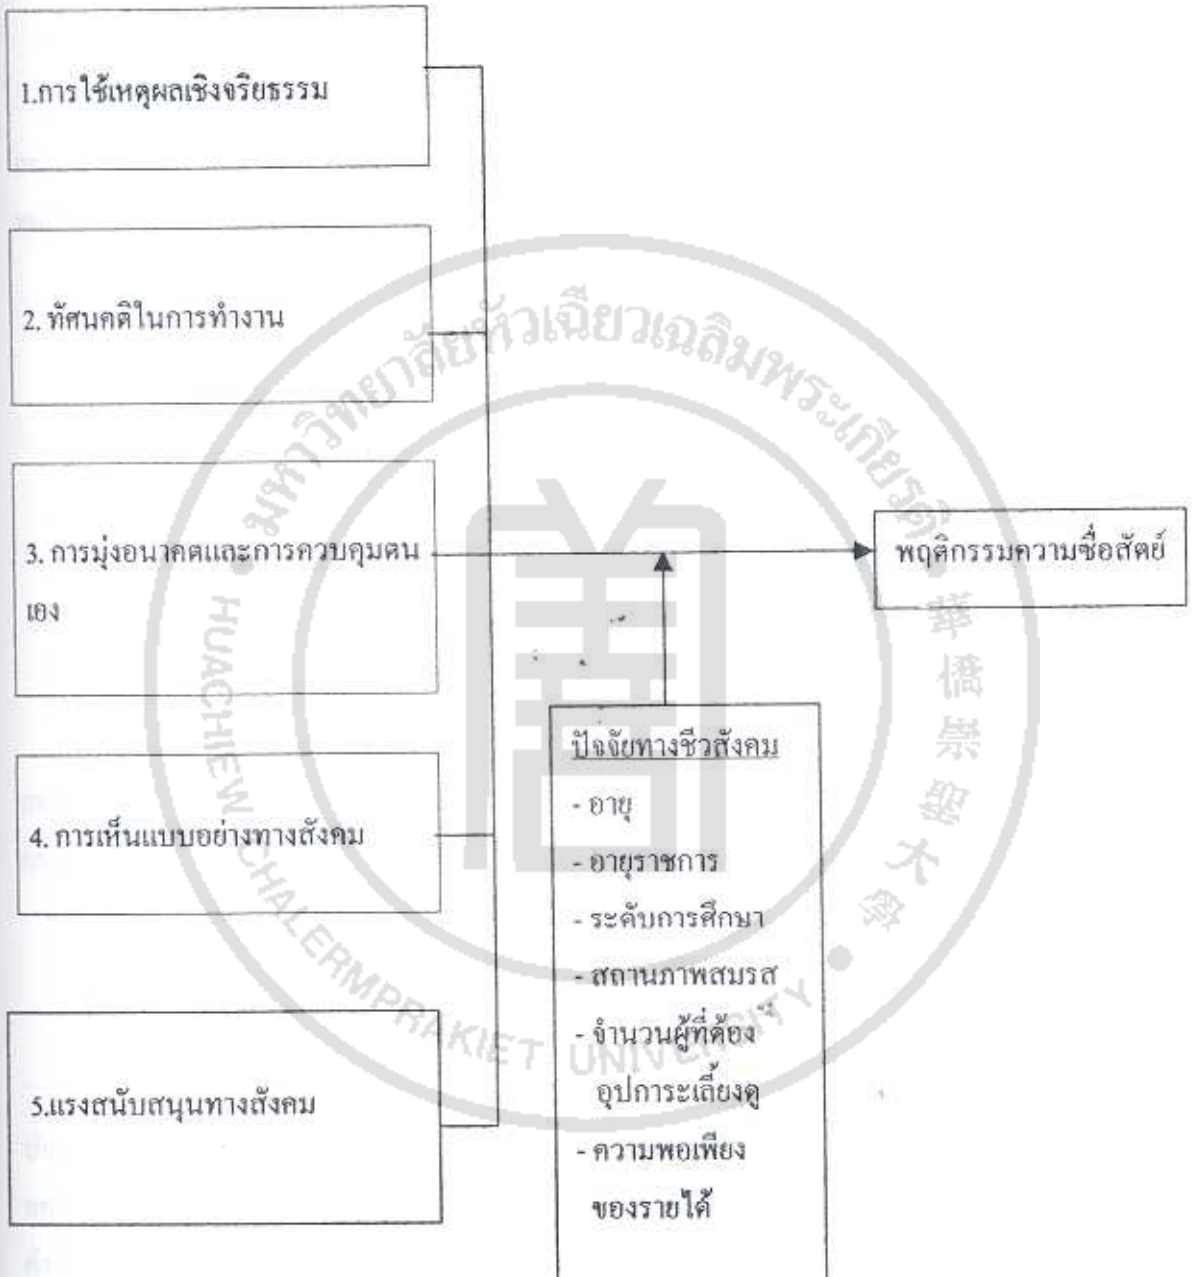 1.การใช้เหตุผลเชิงจริยธรรม
2. ทัศนคติในการทำงาน
3. การมุ่งอนาคตและการควบคุมตน
เอง
4. การเห็นแบบอย่างทางสังคม
5.แรงสนับสนุนทางสังคม
พฤติกรรมความซื่อสัตย์
ปัจจัยทางชีวสังคม
- อายุ
- อายุราชการ
- ระดับการศึกษา
- สถานภาพสมรส
- จำนวนผู้ที่ต้อง
อุปการะเลี้ยงดู
- ความพอเพียง
ของรายได้
มหาวิทยาลัยหัวเฉียวเฉลิมพระเกียรติ
HUACHIEW CHALERMPRAKIET UNIVERSITY
華僑崇聖大學